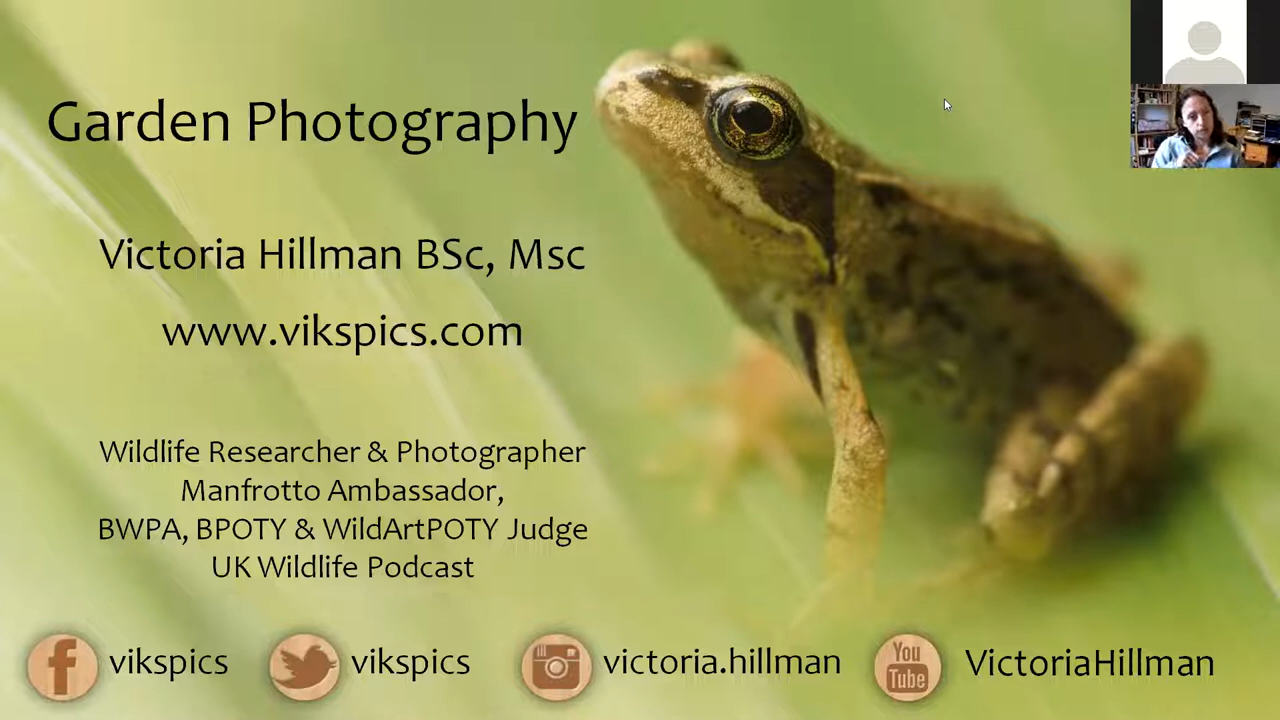 Garden Photography
Victoria Hillman BSc, Msc
www.vikspics.com
Wildlife Researcher & Photographer
Manfrotto Ambassador,
BWPA, BPOTY & WildArtPOTY Judge
UK Wildlife Podcast
f vikspics vikspics victoria.hillman You Tube VictoriaHillman